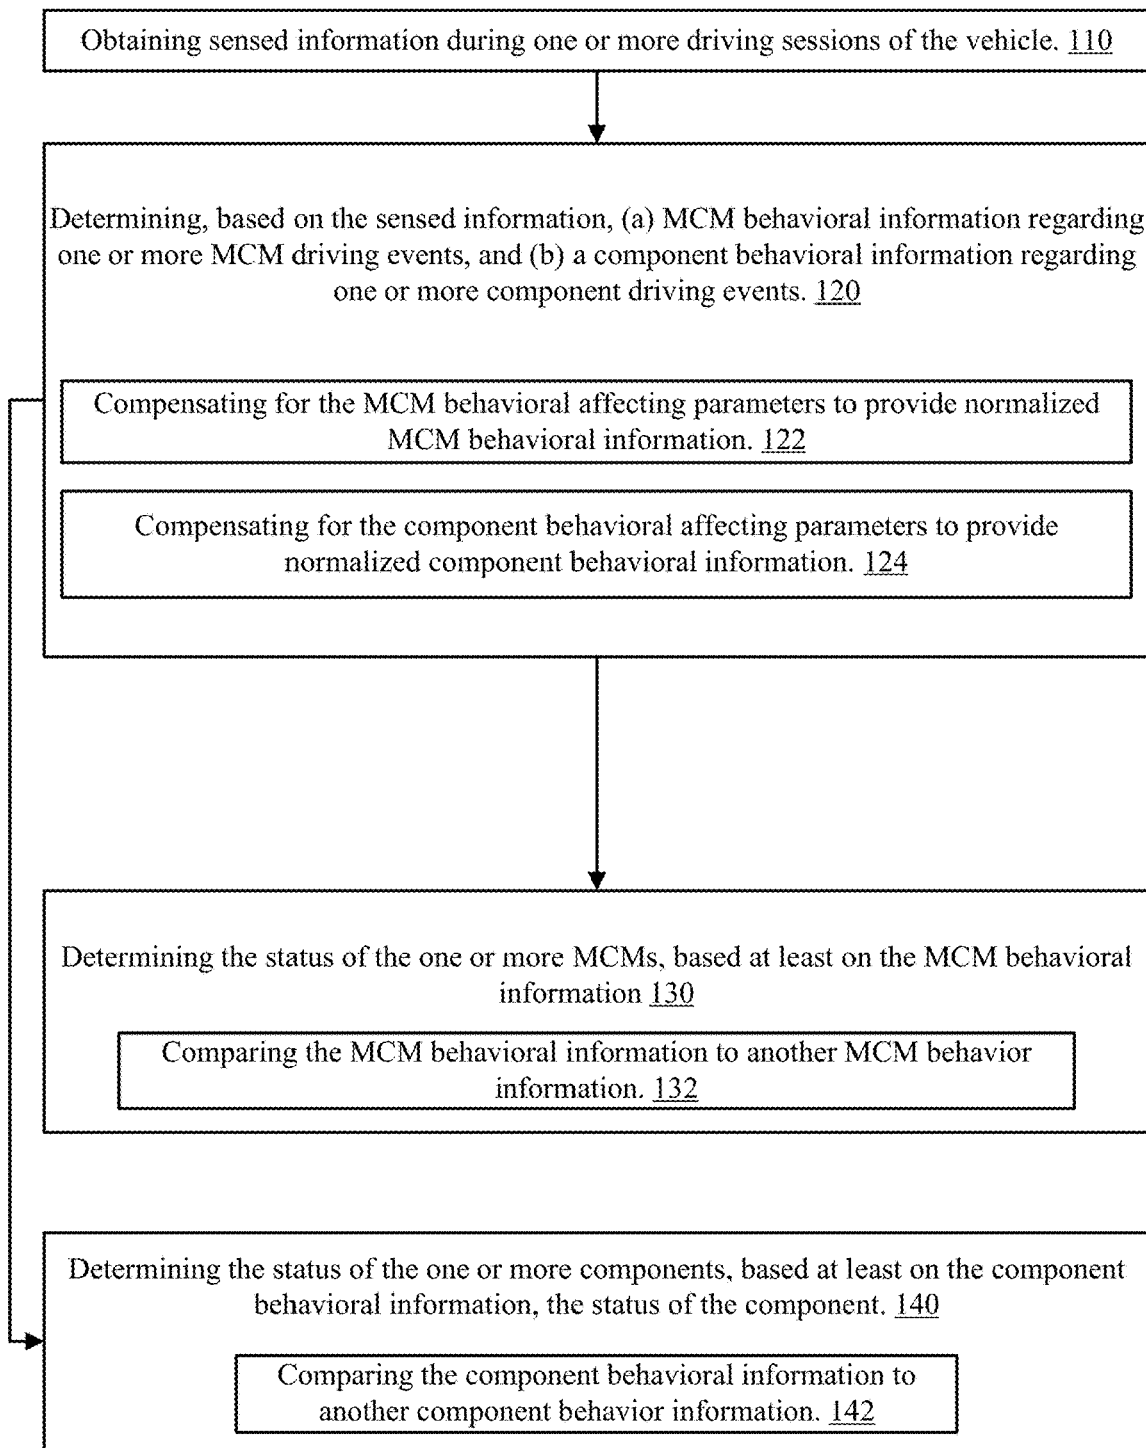 Obtaining sensed information during one or more driving sessions of the vehicle. 110
Determining, based on the sensed information, (a) MCM behavioral information regarding
one or more MCM driving events, and (b) a component behavioral information regarding
one or more component driving events. 120
Compensating for the MCM behavioral affecting parameters to provide normalized
MCM behavioral information. 122
Compensating for the component behavioral affecting parameters to provide
normalized component behavioral information. 124
Determining the status of the one or more MCMs, based at least on the MCM behavioral
information 130
Comparing the MCM behavioral information to another MCM behavior
information. 132
Determining the status of the one or more components, based at least on the component
behavioral information, the status of the component. 140
Comparing the component behavioral information to
another component behavior information. 142